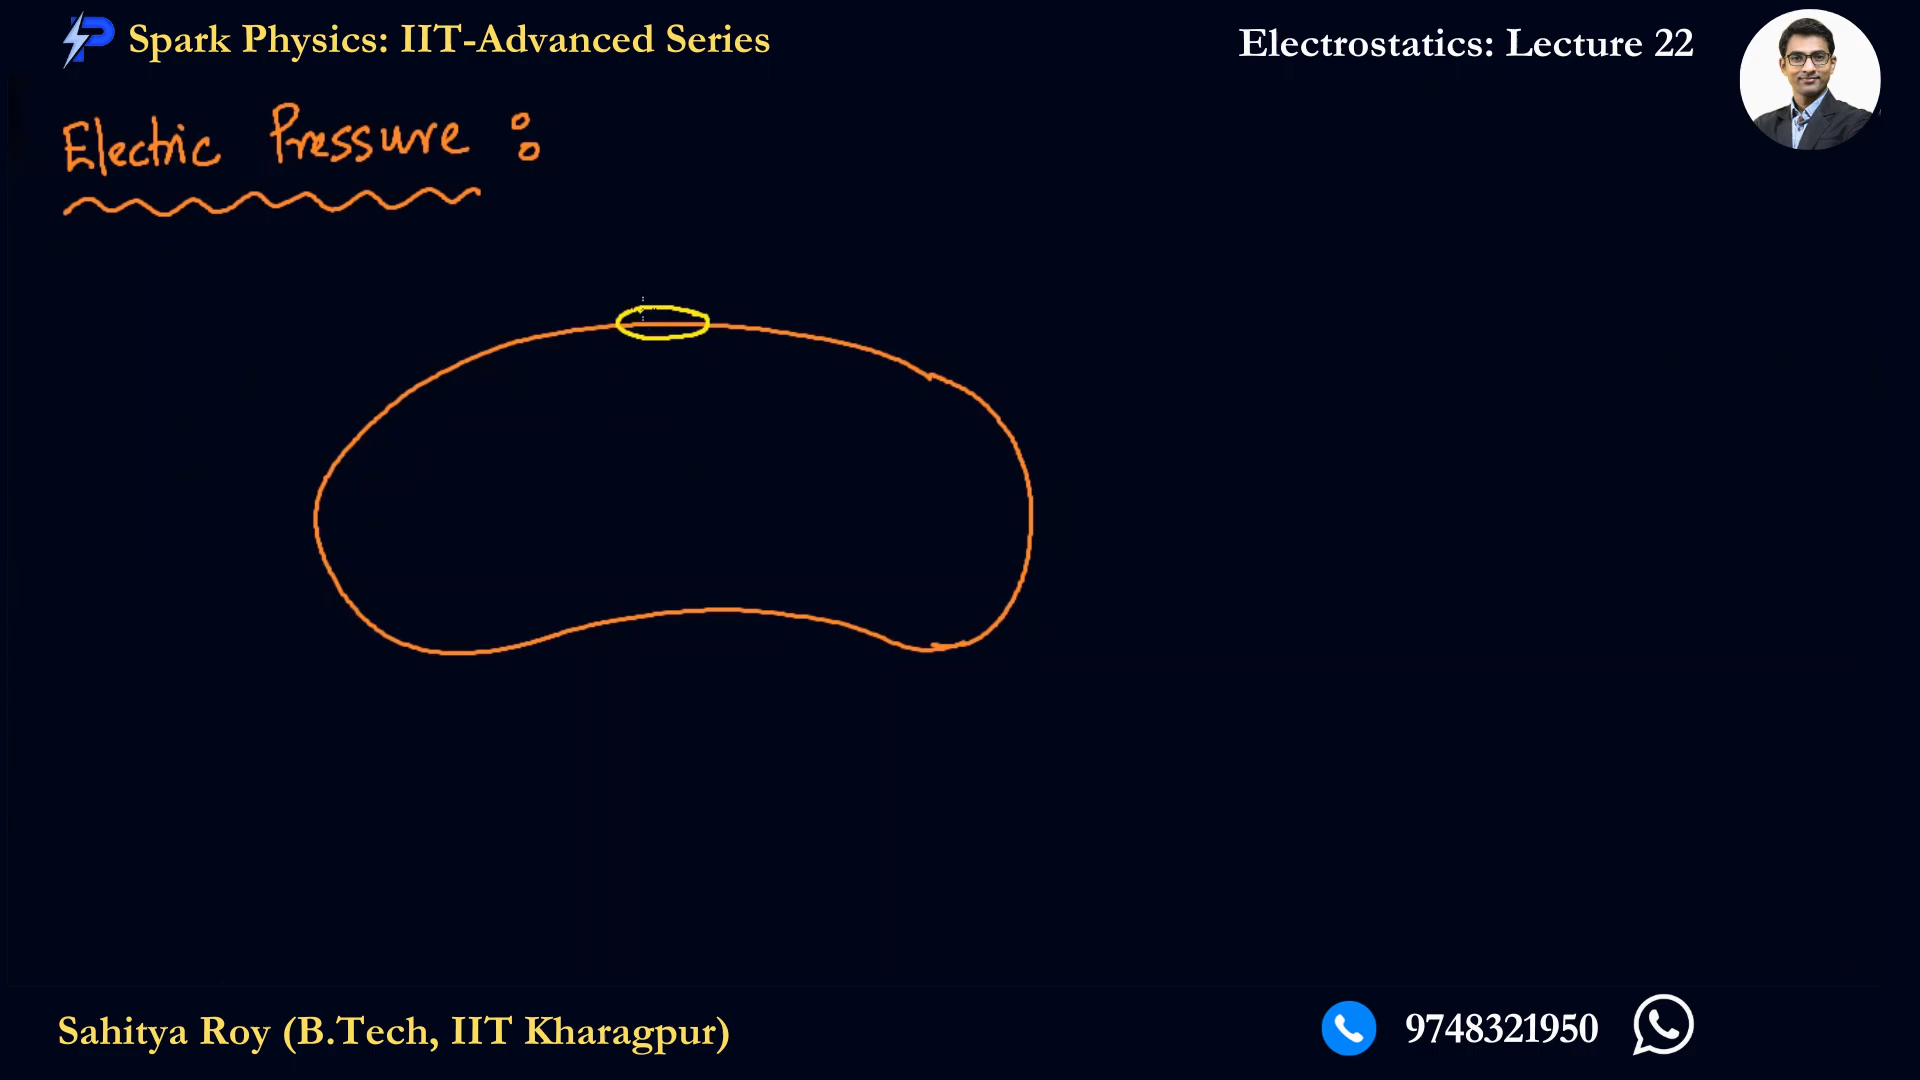 Spark Physics: IIT-Advanced Series
Electrostatics: Lecture 22
Electric Pressure :
Sahitya Roy (B.Tech, IIT Kharagpur)
9748321950